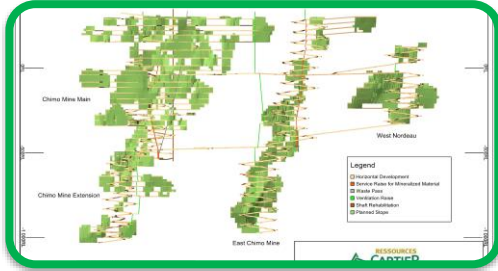 Chimo Mine Main
West Nordeau
Legend
Horizontal Development
Service Raise for Mineralized Material
Waste Pass
Ventilation Raise
Shaft Rehabilitation
Planned Stope
Chimo Mine Extension
East Chimo Mine
RESSOURCES
CARTIER